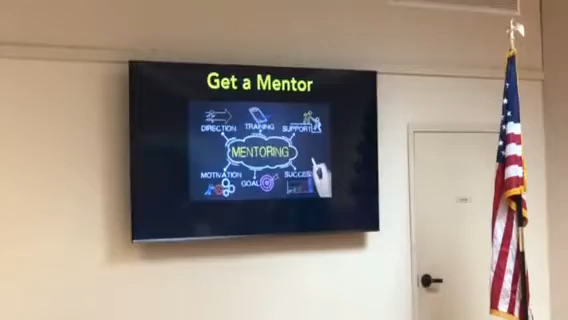 Get a Mentor
DIRECTION TRAINING SUPPORT
MENTORING
MOTIVATION GOAL SUCCESS